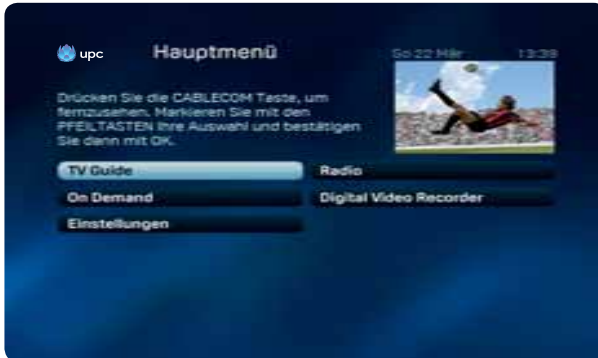 upc
Hauptmenü
So 22 Mär 13:39
Drücken Sie die CABLECOM Taste, um
fernzusehen. Markieren Sie mit den
PFEILTASTEN Ihre Auswahl und bestätigen
Sie dann mit OK.
TV Guide
Radio
On Demand
Digital Video Recorder
Einstellungen